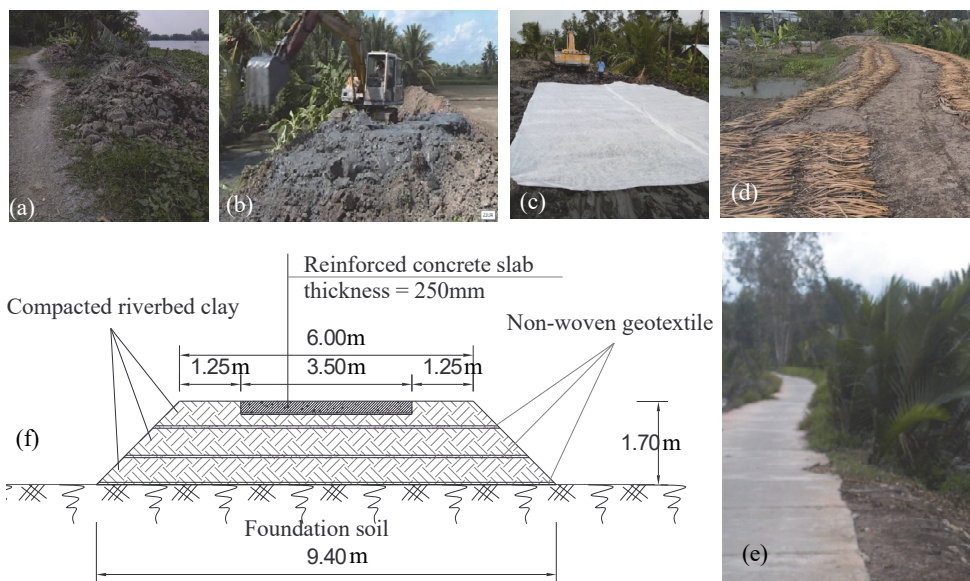 (a)
(b)
(c)
(d)
Reinforced concrete slab
thickness = 250mm
Compacted riverbed clay
Non-woven geotextile
6.00m
1.25m
3.50m
1.25m
(f)
1.70m
Foundation soil
9.40m
(e)